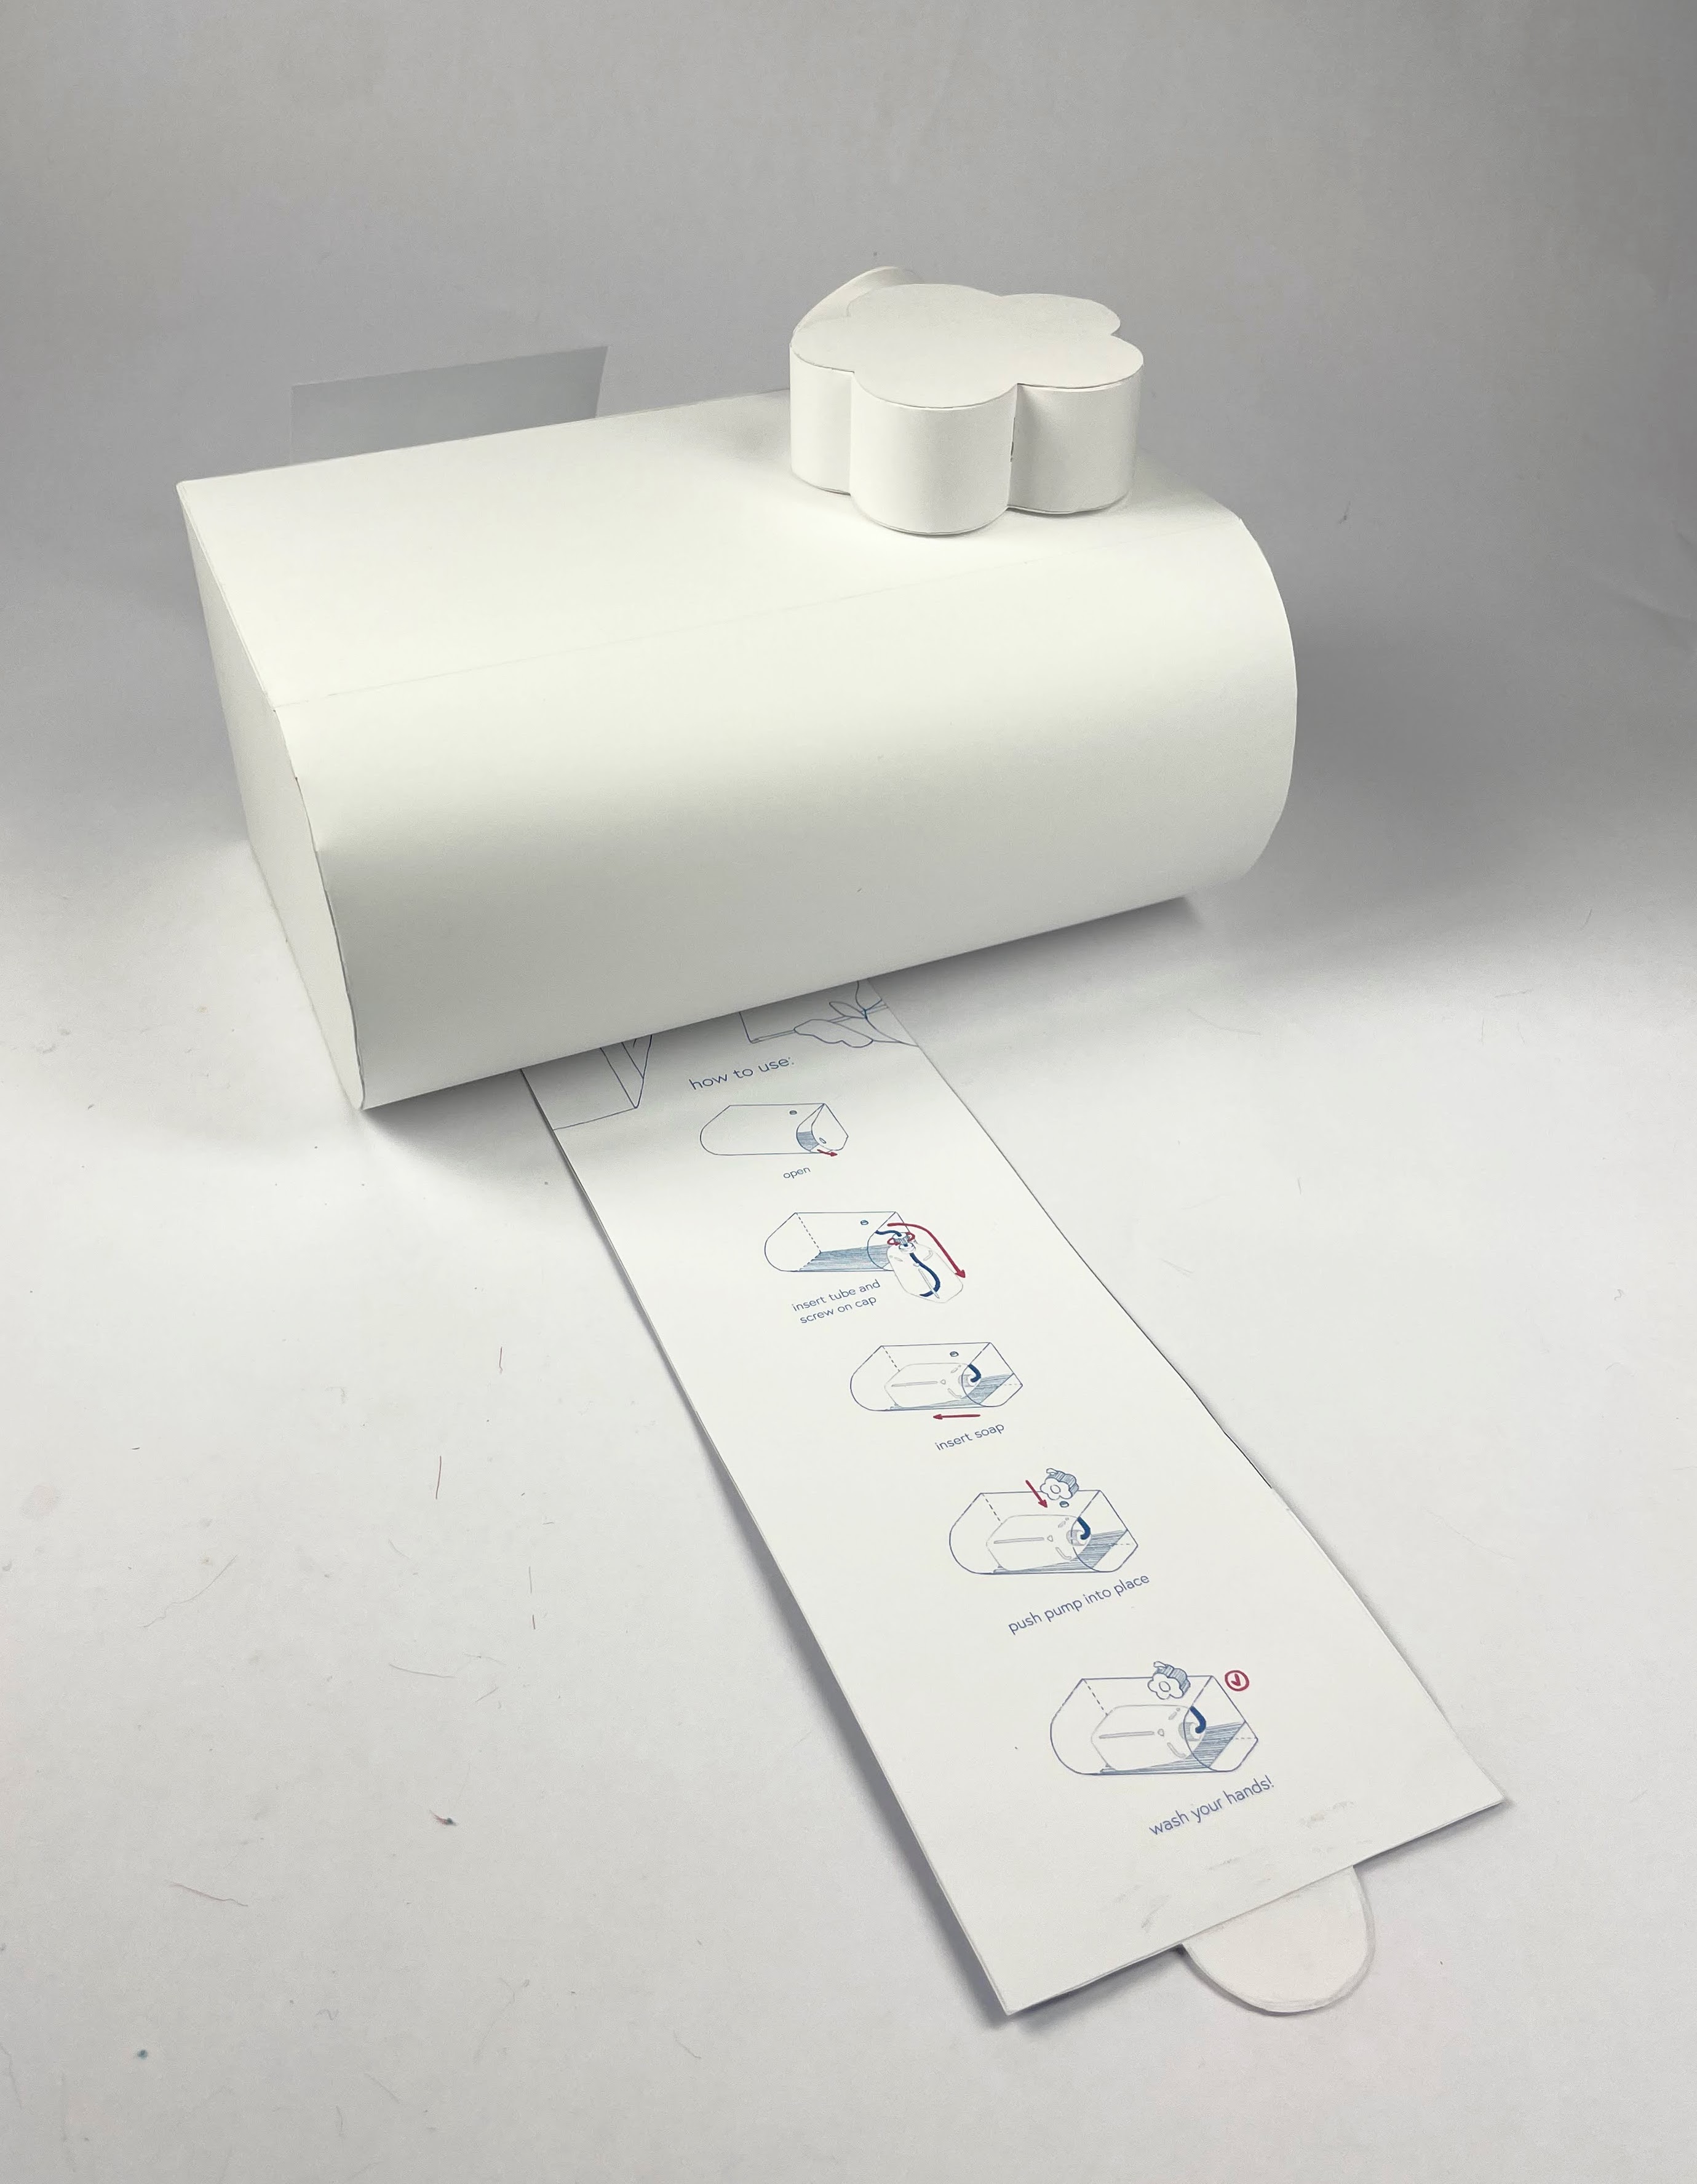 how to use:
open
insert tube and
screw on cap
insert soap
push pump into place
wash your hands!